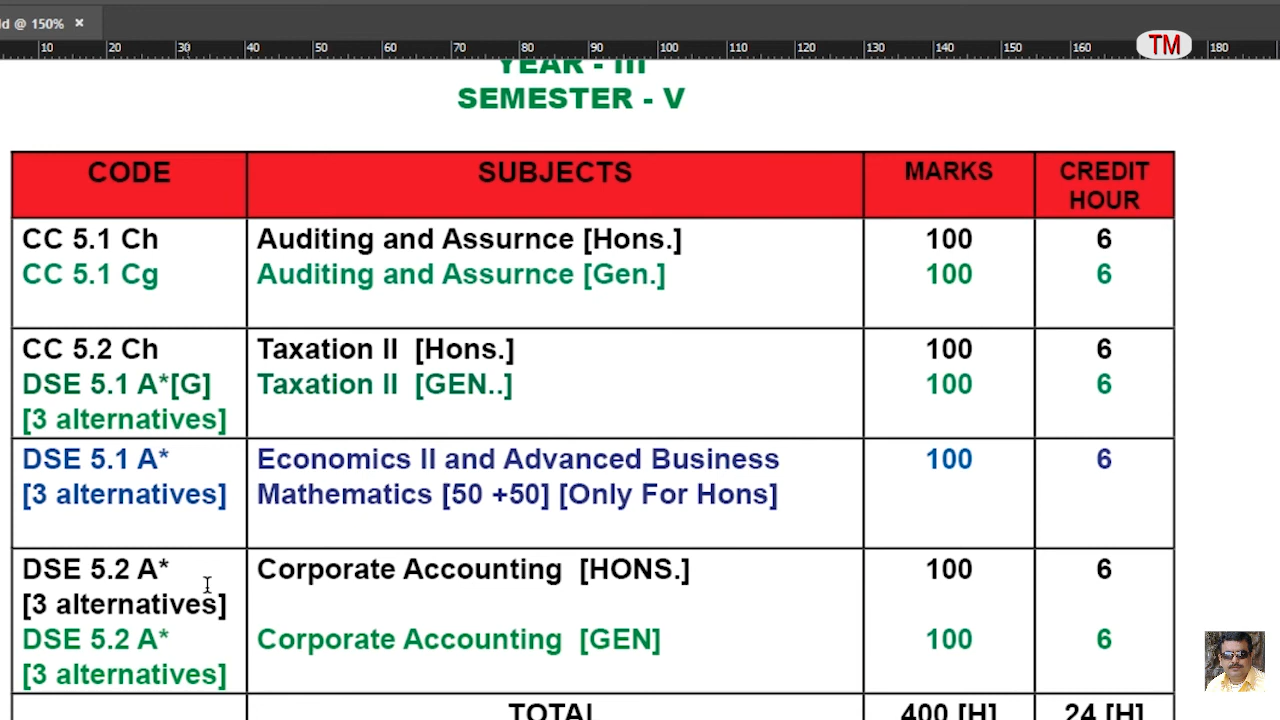 ld @ 150% ×
10 20 30 40 50 60 70 80 90 100 110 120 130 140 150 160 180
TM
YEAR - III
SEMESTER - V
CODE SUBJECTS MARKS CREDIT HOUR
CC 5.1 Ch Auditing and Assurnce [Hons.] 100 6
CC 5.1 Cg Auditing and Assurnce [Gen.] 100 6
CC 5.2 Ch Taxation II [Hons.] 100 6
DSE 5.1 A*[G] Taxation II [GEN..] 100 6
[3 alternatives]
DSE 5.1 A* Economics II and Advanced Business 100 6
[3 alternatives] Mathematics [50 +50] [Only For Hons]
DSE 5.2 A* Corporate Accounting [HONS.] 100 6
[3 alternatives]
DSE 5.2 A* Corporate Accounting [GEN] 100 6
[3 alternatives]
TOTAL 400 [H] 24 [H]